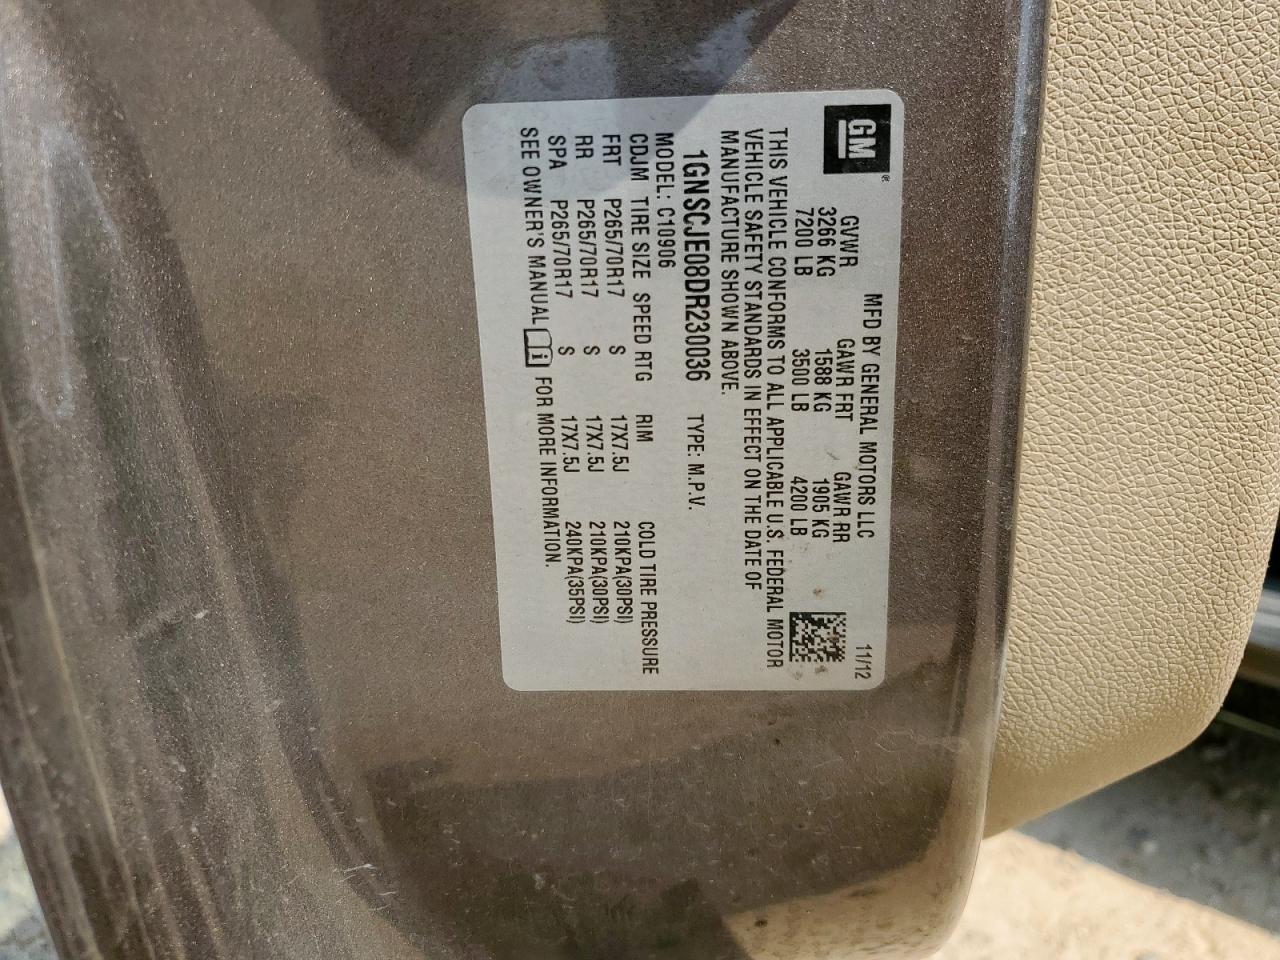 GM®
MFD BY GENERAL MOTORS LLC 11/12
GVWR GAWR FRT GAWR RR
3266 KG 1588 KG 1905 KG
7200 LB 3500 LB 4200 LB
THIS VEHICLE CONFORMS TO ALL APPLICABLE U.S. FEDERAL MOTOR
VEHICLE SAFETY STANDARDS IN EFFECT ON THE DATE OF
MANUFACTURE SHOWN ABOVE.
1GNSCJE08DR230036 TYPE: M.P.V.
MODEL: C10906
CDJM TIRE SIZE SPEED RTG RIM COLD TIRE PRESSURE
FRT P265/70R17 S 17X7.5J 210KPA(30PSI)
RR P265/70R17 S 17X7.5J 210KPA(30PSI)
SPA P265/70R17 S 17X7.5J 240KPA(35PSI)
SEE OWNER'S MANUAL i FOR MORE INFORMATION.